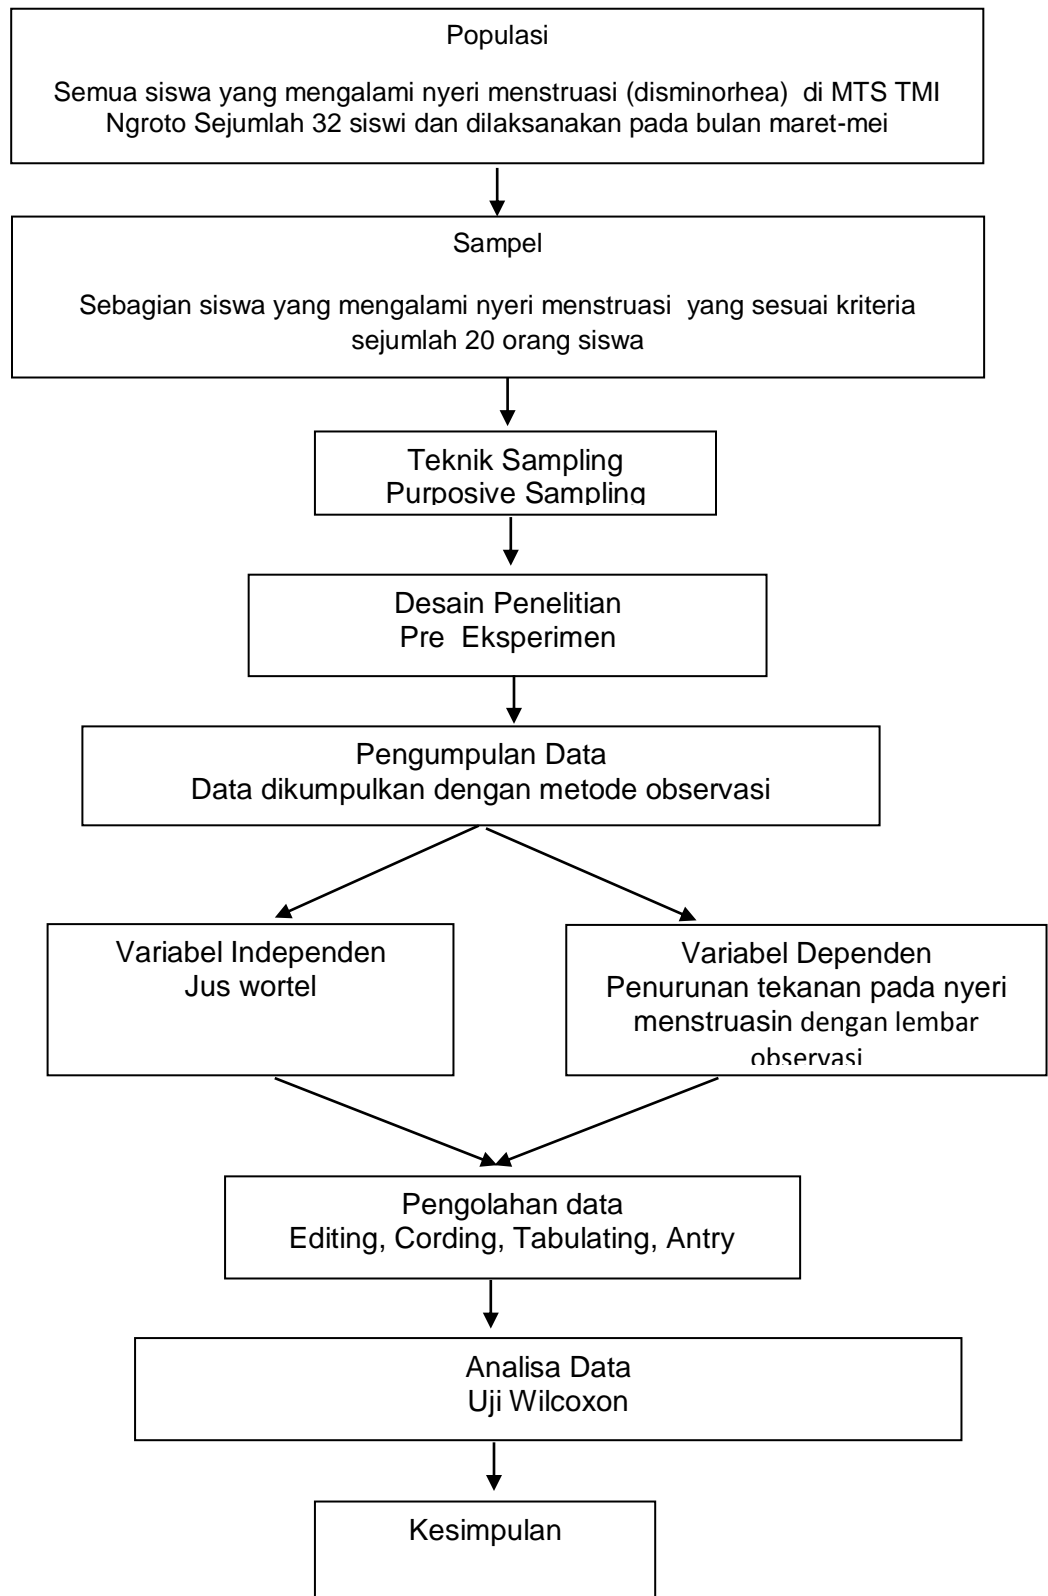 Populasi
Semua siswa yang mengalami nyeri menstruasi (disminorhea)  di MTS TMI
Ngroto Sejumlah 32 siswi dan dilaksanakan pada bulan maret-mei
Sampel
Sebagian siswa yang mengalami nyeri menstruasi  yang sesuai kriteria
sejumlah 20 orang siswa
Teknik Sampling
Purposive Sampling
Desain Penelitian
Pre  Eksperimen
Pengumpulan Data
Data dikumpulkan dengan metode observasi
Variabel Independen
Jus wortel
Variabel Dependen
Penurunan tekanan pada nyeri
menstruasin dengan lembar
observasi
Pengolahan data
Editing, Cording, Tabulating, Antry
Analisa Data
Uji Wilcoxon
Kesimpulan